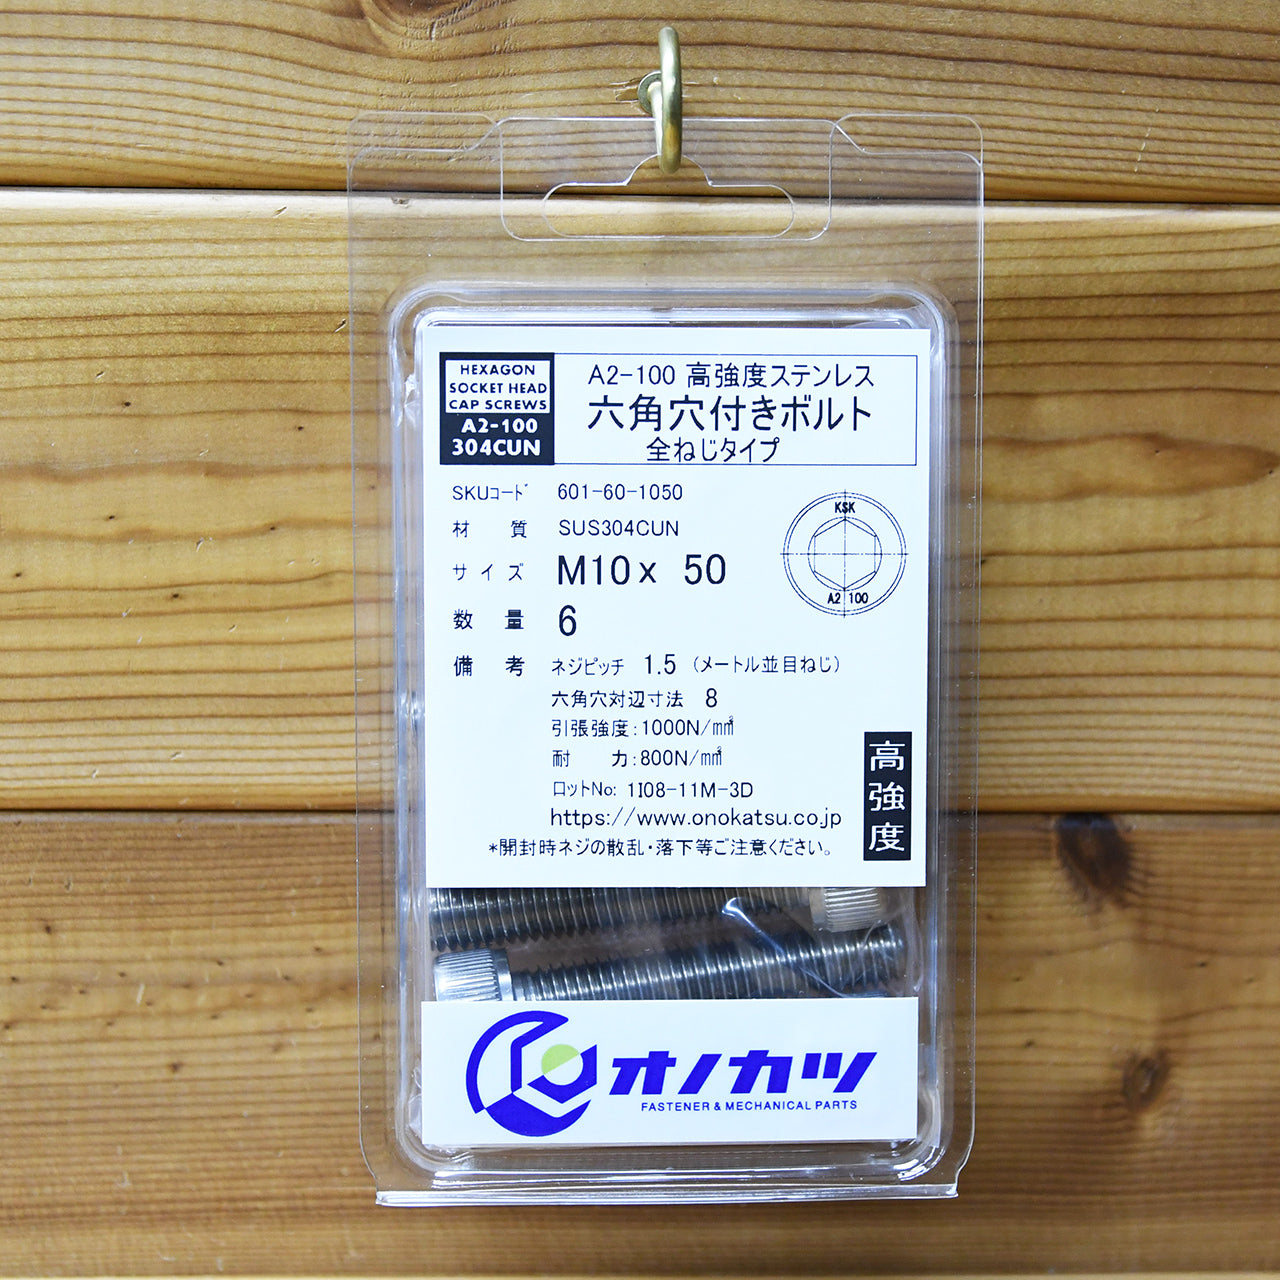 HEXAGON
SOCKET HEAD
CAP SCREWS
A2-100
304CUN
A2-100 高強度ステンレス
六角穴付きボルト
全ねじタイプ
SKUコード 601-60-1050
材質 SUS304CUN
サイズ M10× 50
数量 6
備考 ネジピッチ 1.5 (メートル並目ねじ)
六角穴対辺寸法 8
引張強度:1000N/m㎡
耐力:800N/m㎡
ロットNo: 1I08-11M-3D
https://www.onokatsu.co.jp
*開封時ネジの散乱・落下等ご注意ください。
KSK
A2 100
高強度
オノカツ
FASTENER & MECHANICAL PARTS